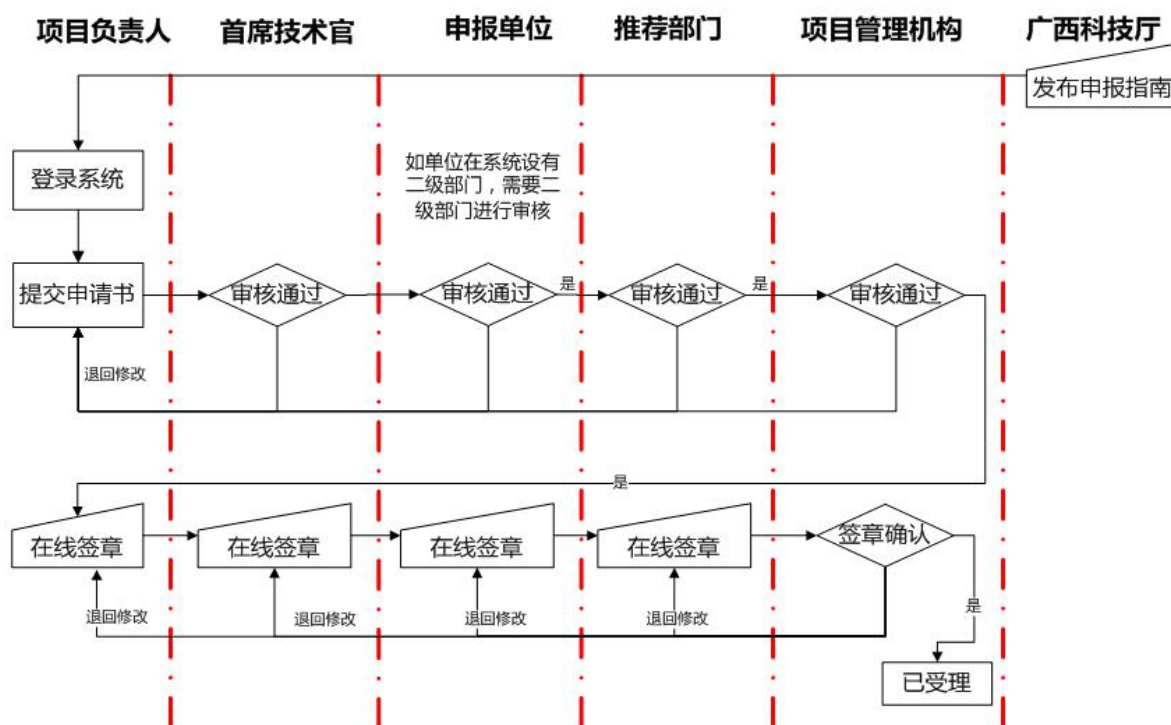 项目负责人
首席技术官
申报单位
推荐部门
项目管理机构
广西科技厅
发布申报指南
登录系统
如单位在系统设有
二级部门，需要二
级部门进行审核
提交申请书
审核通过
审核通过
是
审核通过
是
审核通过
退回修改
是
在线签章
在线签章
在线签章
在线签章
签章确认
退回修改
退回修改
退回修改
退回修改
是
已受理